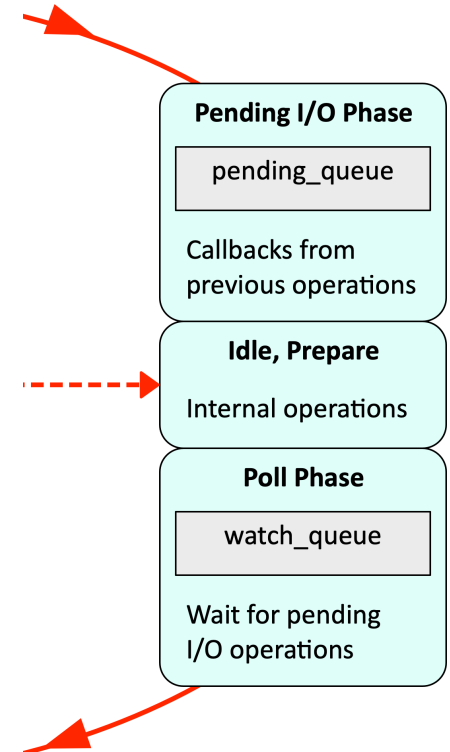 Pending I/O Phase
pending_queue
Callbacks from
previous operations
Idle, Prepare
Internal operations
Poll Phase
watch_queue
Wait for pending
I/O operations